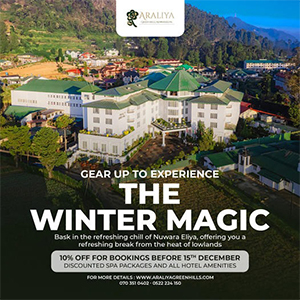 ARALIYA
GEAR UP TO EXPERIENCE
THE
WINTER MAGIC
Bask in the refreshing chill of Nuwara Eliya, offering you a
refreshing break from the heat of lowlands
10% OFF FOR BOOKINGS BEFORE 15TH DECEMBER
DISCOUNTED SPA PACKAGES AND ALL HOTEL AMENITIES
FOR MORE DETAILS : WWW.ARALIYAGREENHILLS.COM
070 351 0402 - 0522 224 150